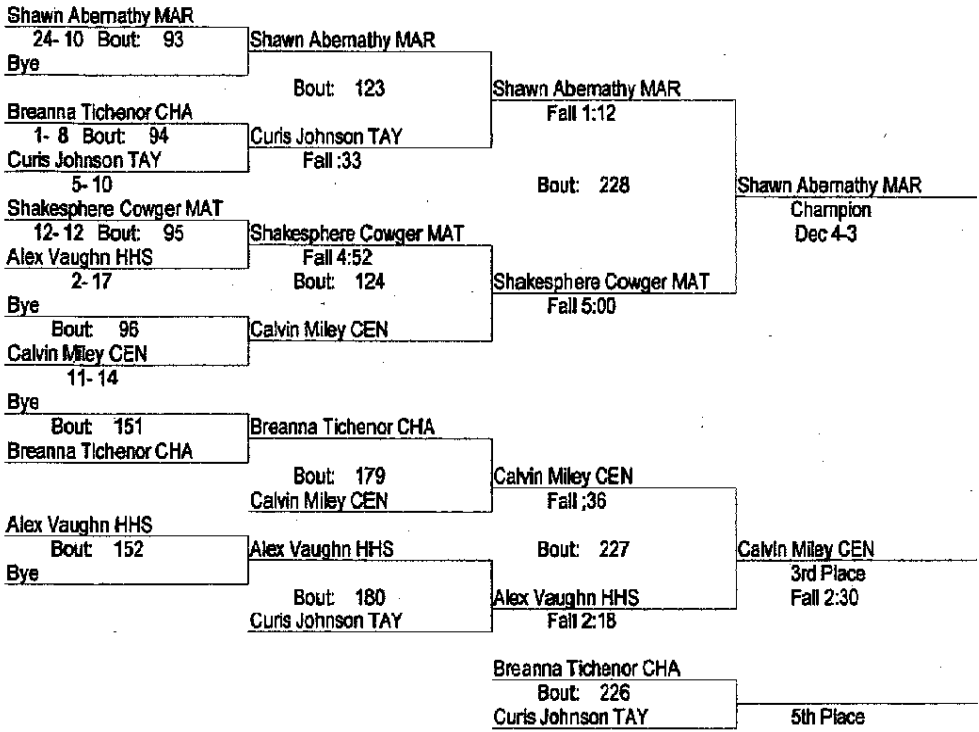 Shawn Abernathy MAR
24- 10 Bout: 93
Bye
Shawn Abernathy MAR
Bout: 123
Breanna Tichenor CHA
1- 8 Bout: 94
Curis Johnson TAY
5- 10
Curis Johnson TAY
Fall :33
Shawn Abernathy MAR
Fall 1:12
Bout: 228
Shakesphere Cowger MAT
12- 12 Bout: 95
Alex Vaughn HHS
2- 17
Shakesphere Cowger MAT
Fall 4:52
Bout: 124
Bye
Bout: 96
Calvin Miley CEN
11- 14
Calvin Miley CEN
Shakesphere Cowger MAT
Fall 5:00
Shawn Abernathy MAR
Champion
Dec 4-3
Bye
Bout: 151
Breanna Tichenor CHA
Breanna Tichenor CHA
Bout: 179
Calvin Miley CEN
Calvin Miley CEN
Fall :36
Bout: 227
Alex Vaughn HHS
Bout: 152
Bye
Alex Vaughn HHS
Bout: 180
Curis Johnson TAY
Alex Vaughn HHS
Fall 2:18
Calvin Miley CEN
3rd Place
Fall 2:30
Breanna Tichenor CHA
Bout: 226
Curis Johnson TAY
5th Place